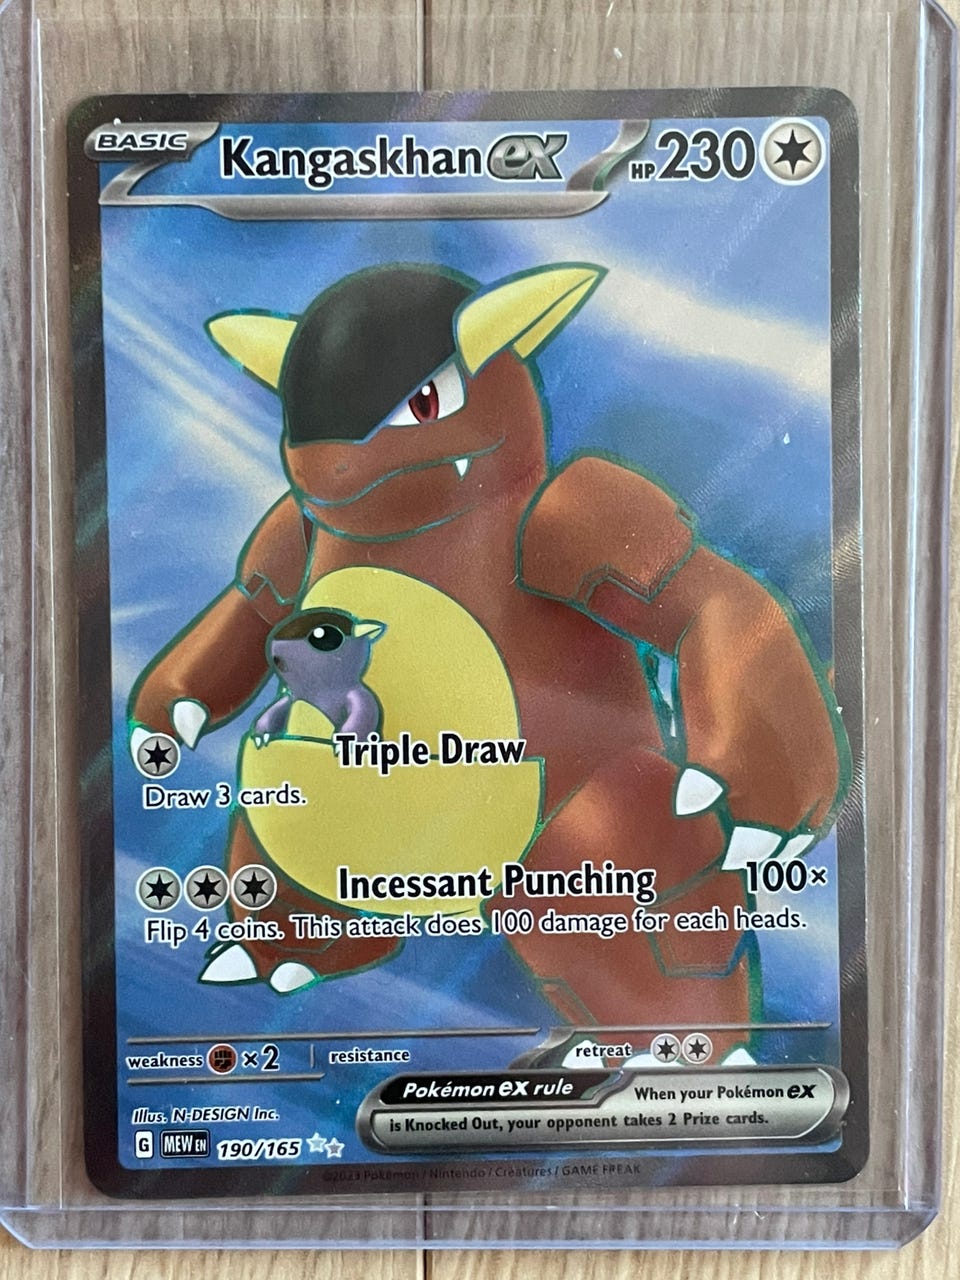 BASIC Kangaskhan ex HP 230
Triple Draw
Draw 3 cards.
Incessant Punching 100×
Flip 4 coins. This attack does 100 damage for each heads.
weakness ×2 resistance retreat
Pokémon ex rule When your Pokémon ex
is Knocked Out, your opponent takes 2 Prize cards.
Illus. N-DESIGN Inc.
G MEW EN 190/165
©2023 Pokémon / Nintendo / Creatures / GAME FREAK